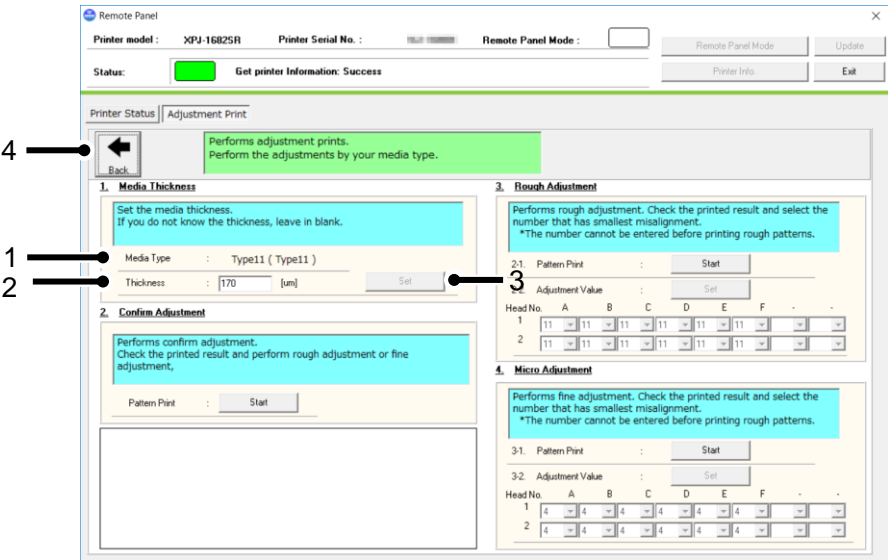 Remote Panel
Printer model : XPJ-1682SR Printer Serial No. : Remote Panel Mode : Remote Panel Mode Update
Status: Get printer Information: Success Printer Info. Exit
Printer Status Adjustment Print
4 Back
Performs adjustment prints.
Perform the adjustments by your media type.
1. Media Thickness
Set the media thickness.
If you do not know the thickness, leave in blank.
1 Media Type : Type11 ( Type11 )
2 Thickness : 170 [um] Set 3
2. Confirm Adjustment
Performs confirm adjustment.
Check the printed result and perform rough adjustment or fine
adjustment,
Pattern Print : Start
3. Rough Adjustment
Performs rough adjustment. Check the printed result and select the
number that has smallest misalignment.
*The number cannot be entered before printing rough patterns.
2-1. Pattern Print : Start
2-2. Adjustment Value : Set
Head No. A B C D E F - -
1 11 11 11 11 11 11
2 11 11 11 11 11 11
4. Micro Adjustment
Performs fine adjustment. Check the printed result and select the
number that has smallest misalignment.
*The number cannot be entered before printing rough patterns.
3-1. Pattern Print : Start
3-2. Adjustment Value : Set
Head No. A B C D E F - -
1 4 4 4 4 4 4
2 4 4 4 4 4 4